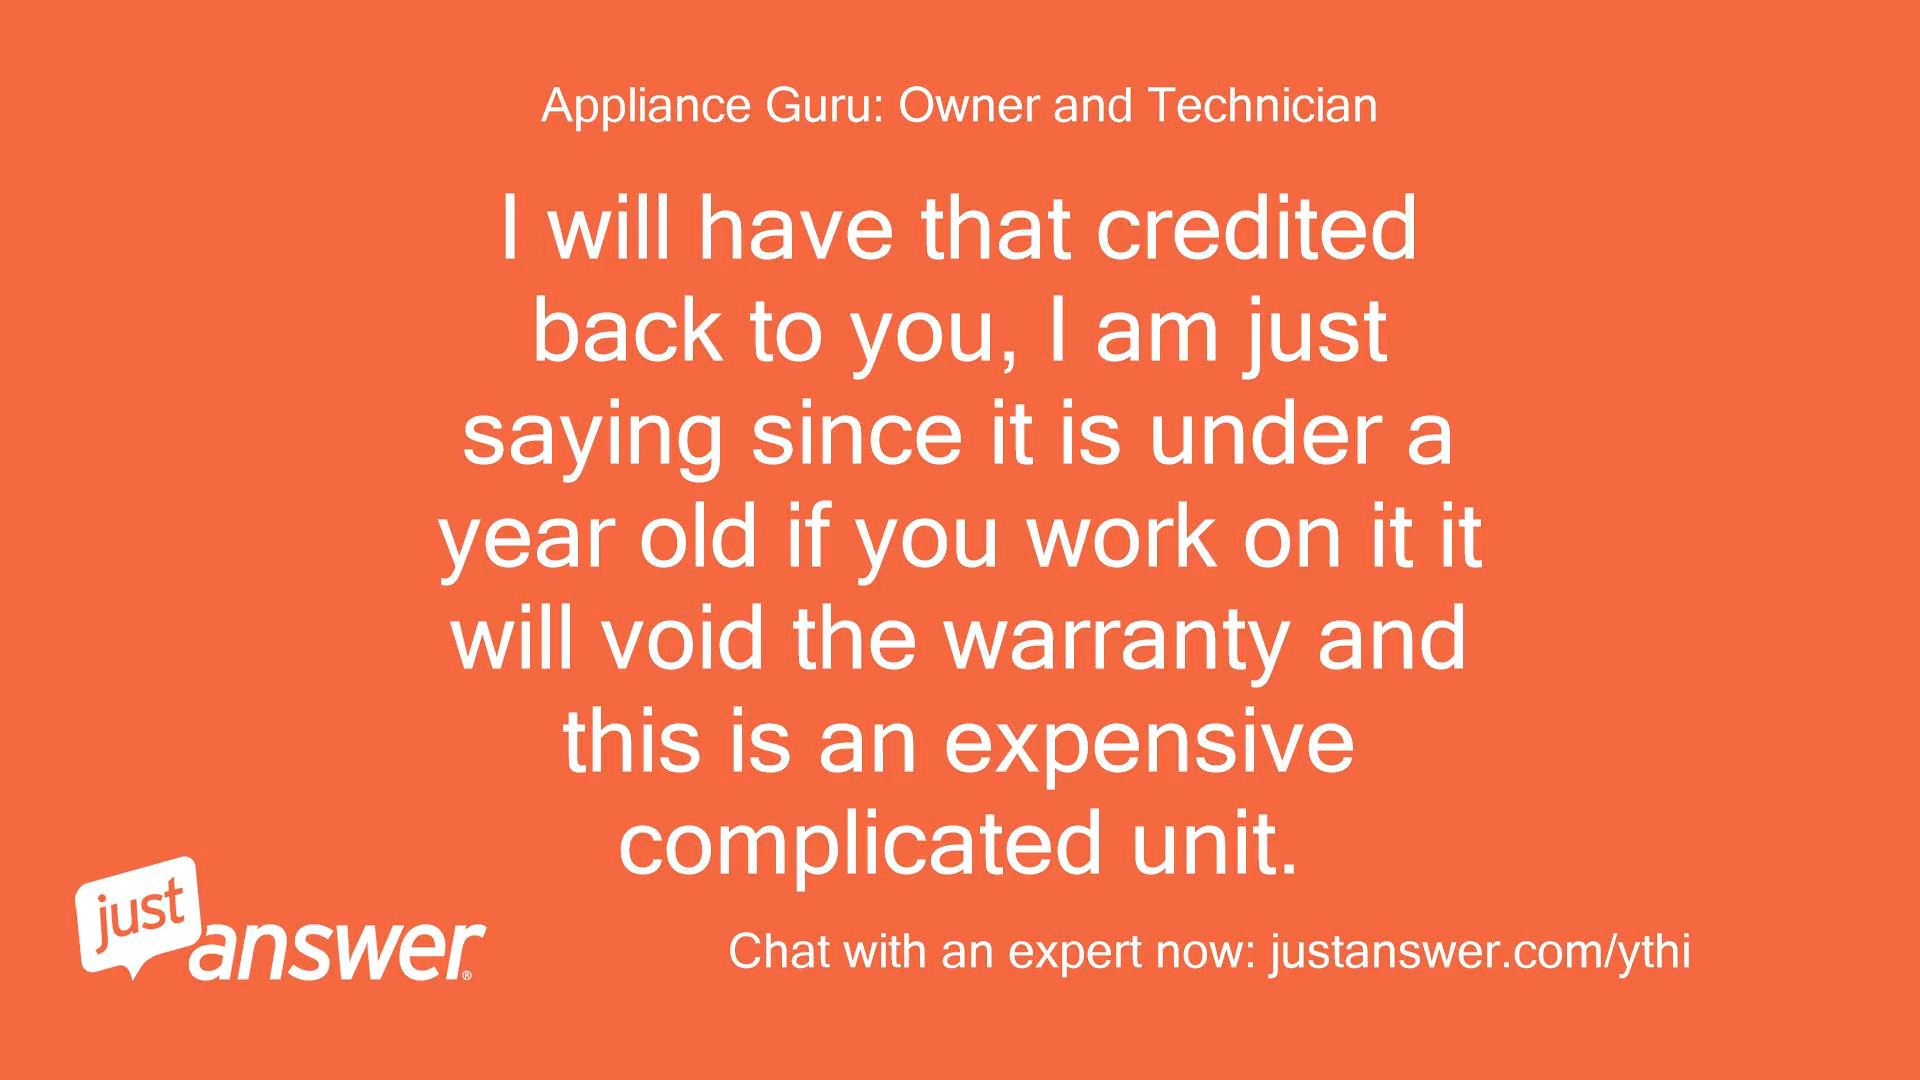 Appliance Guru: Owner and Technician
I will have that credited
back to you, I am just
saying since it is under a
year old if you work on it it
will void the warranty and
this is an expensive
complicated unit.
just
answer®
Chat with an expert now: justanswer.com/ythi